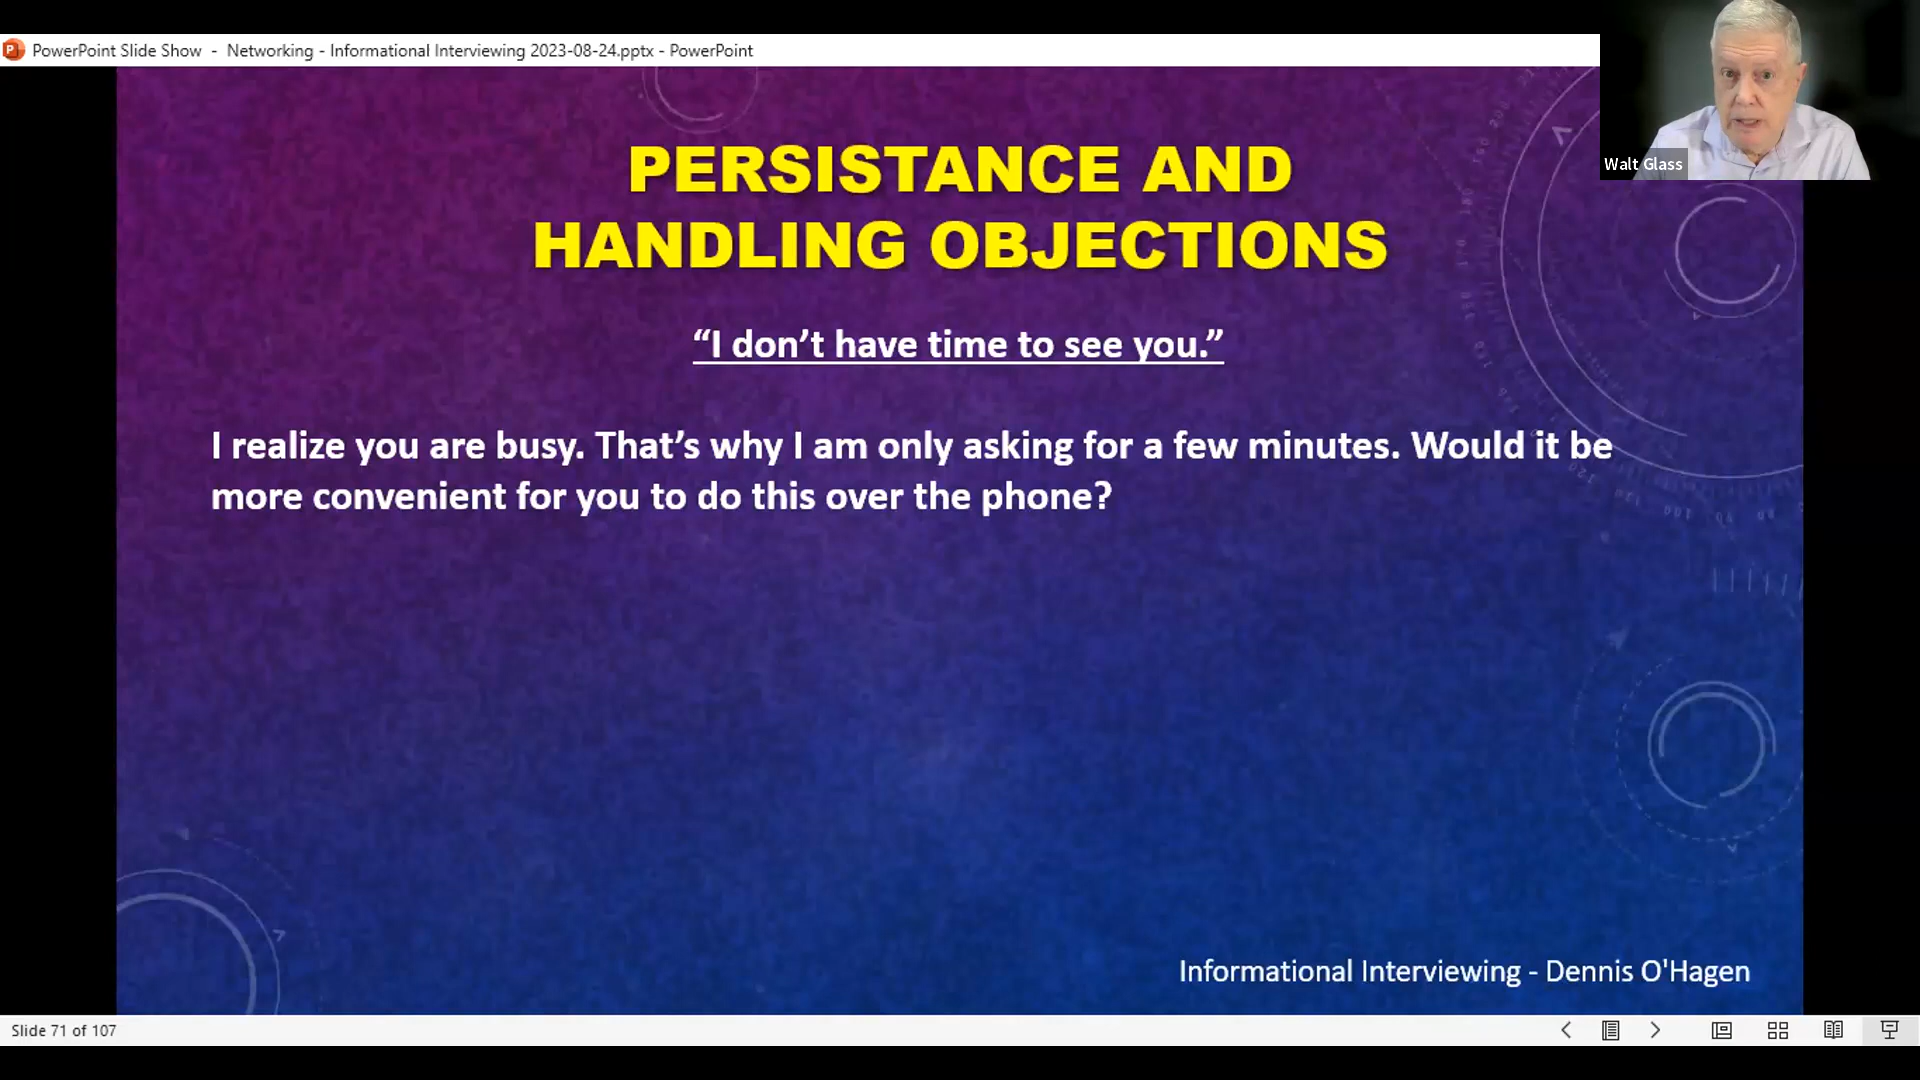 PowerPoint Slide Show - Networking - Informational Interviewing 2023-08-24.pptx - PowerPoint
Walt Glass
PERSISTANCE AND
HANDLING OBJECTIONS
“I don’t have time to see you.”
I realize you are busy. That’s why I am only asking for a few minutes. Would it be
more convenient for you to do this over the phone?
Informational Interviewing - Dennis O'Hagen
Slide 71 of 107